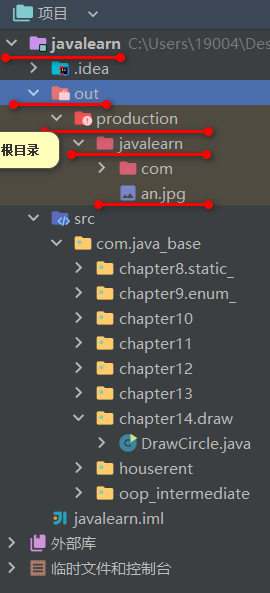 项目
javalearn C:\Users\19004\Des
.idea
out
production
根目录
javalearn
com
an.jpg
src
com.java_base
chapter8.static_
chapter9.enum_
chapter10
chapter11
chapter12
chapter13
chapter14.draw
DrawCircle.java
houserent
oop_intermediate
javalearn.iml
外部库
临时文件和控制台